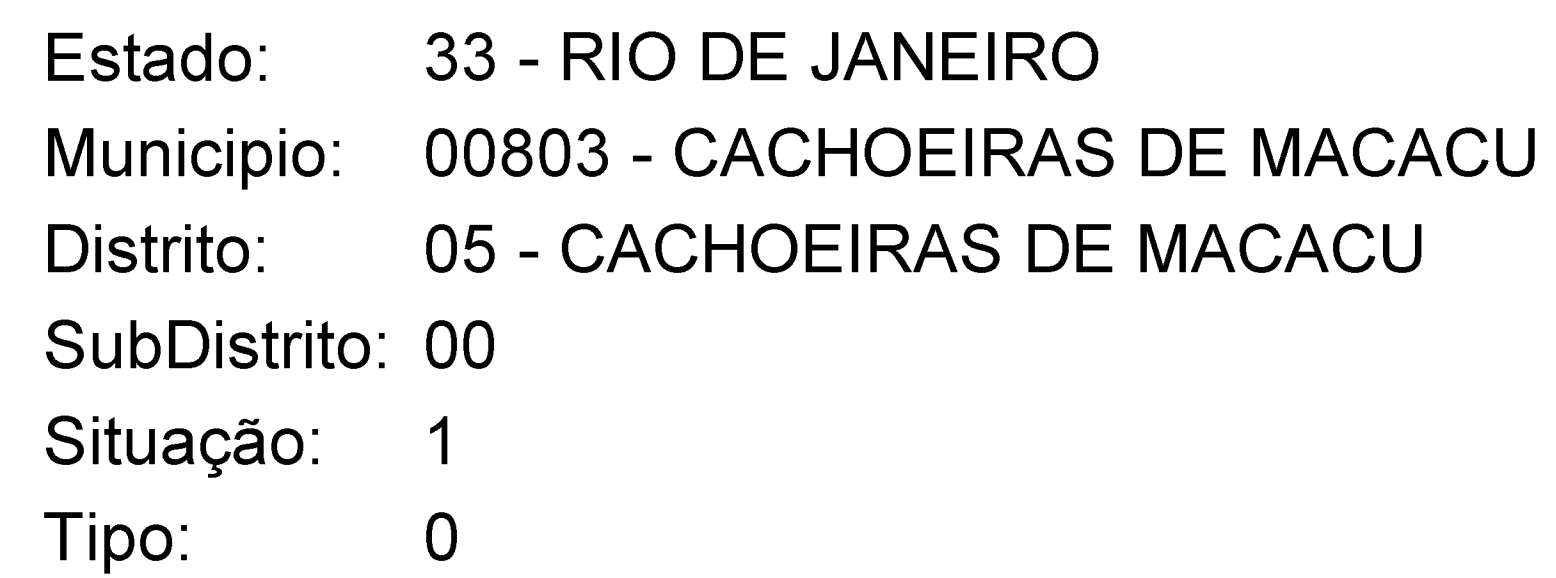 Estado: 33 - RIO DE JANEIRO
Municipio: 00803 - CACHOEIRAS DE MACACU
Distrito: 05 - CACHOEIRAS DE MACACU
SubDistrito: 00
Situação: 1
Tipo: 0